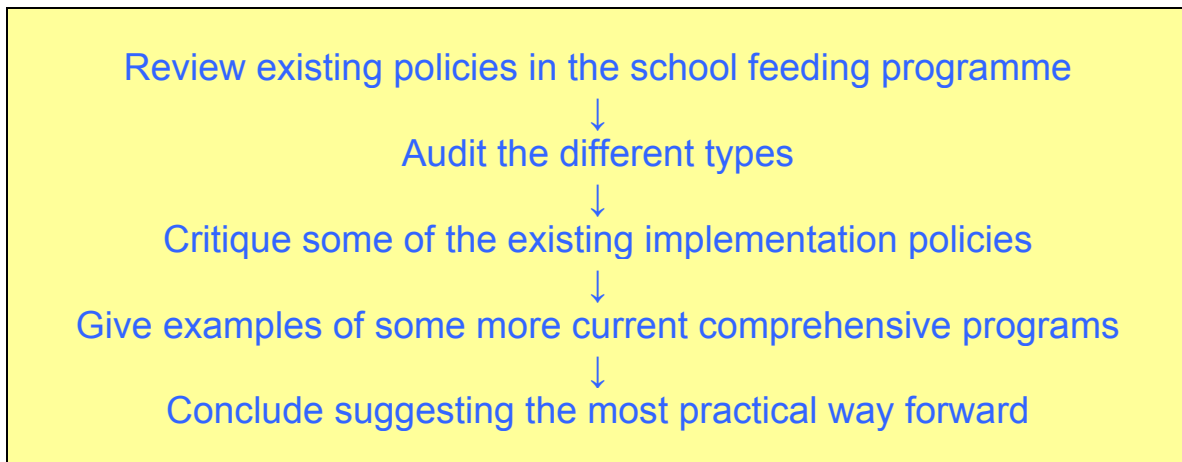 Review existing policies in the school feeding programme
↓
Audit the different types
↓
Critique some of the existing implementation policies
↓
Give examples of some more current comprehensive programs
↓
Conclude suggesting the most practical way forward